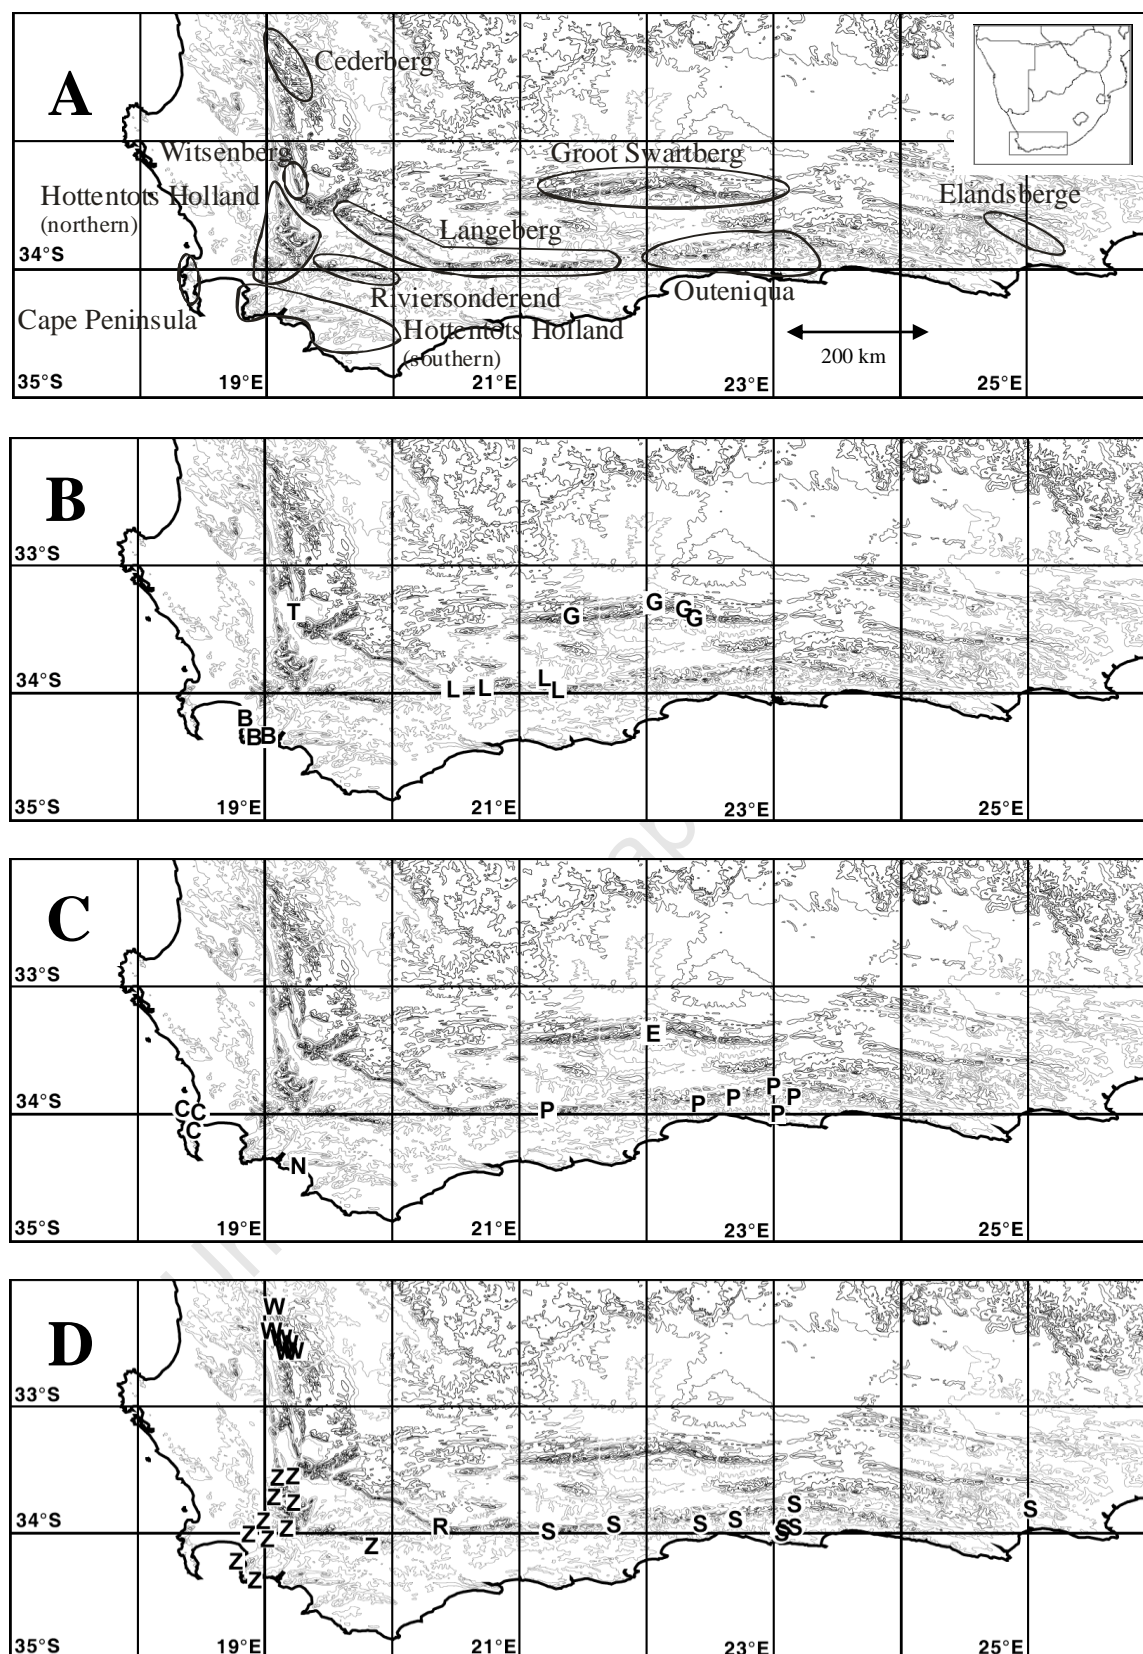 A
Cederberg
Witsenberg
Groot Swartberg
Hottentots Holland
(northern)
Elandsberge
Langeberg
34°S
Riviersonderend
Outeniqua
Cape Peninsula
Hottentots Holland
(southern)
200 km
35°S 19°E 21°E 23°E 25°E
B
33°S
T G G G G
34°S L L L L
B B B
35°S 19°E 21°E 23°E 25°E
C
33°S
E
34°S C C C P P P P P P
N
35°S 19°E 21°E 23°E 25°E
D
W W W W W
33°S
Z Z Z Z
34°S Z Z Z Z Z R S S S S S S S S
Z Z
35°S 19°E 21°E 23°E 25°E